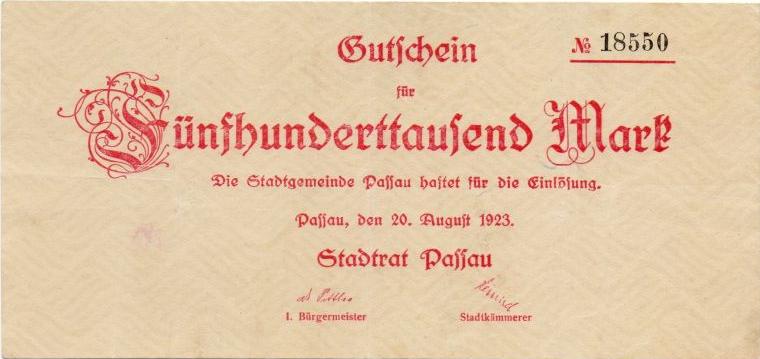 Gutschein
№ 18550
für
Fünfhunderttausend Mark
Die Stadtgemeinde Passau haftet für die Einlösung.
Passau, den 20. August 1923.
Stadtrat Passau
I. Bürgermeister
Stadtkämmerer